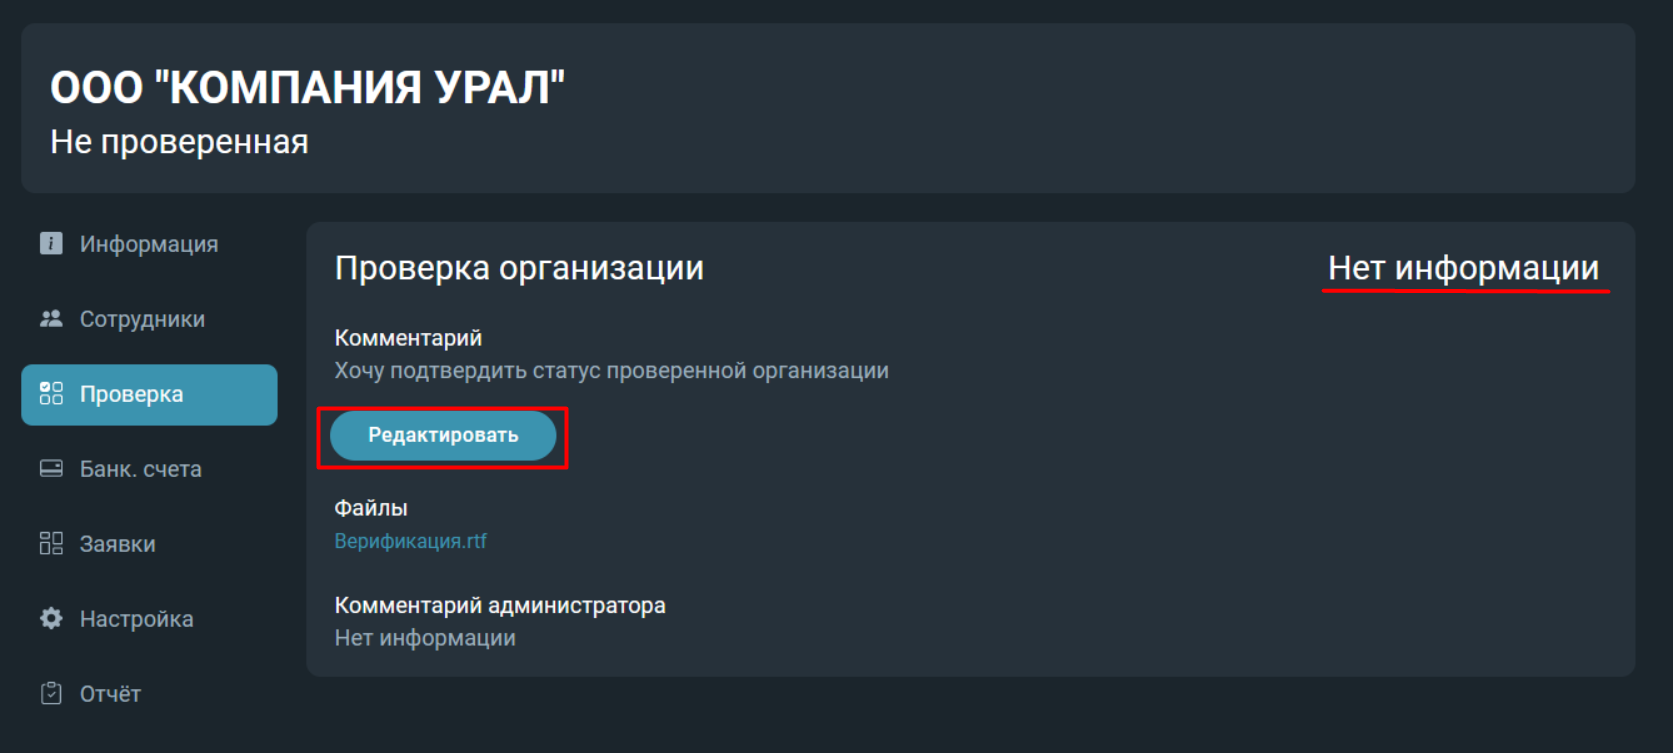 ООО "КОМПАНИЯ УРАЛ"
Не проверенная
Информация
Сотрудники
Проверка
Банк. счета
Заявки
Настройка
Отчёт
Проверка организации
Нет информации
Комментарий
Хочу подтвердить статус проверенной организации
Редактировать
Файлы
Верификация.rtf
Комментарий администратора
Нет информации